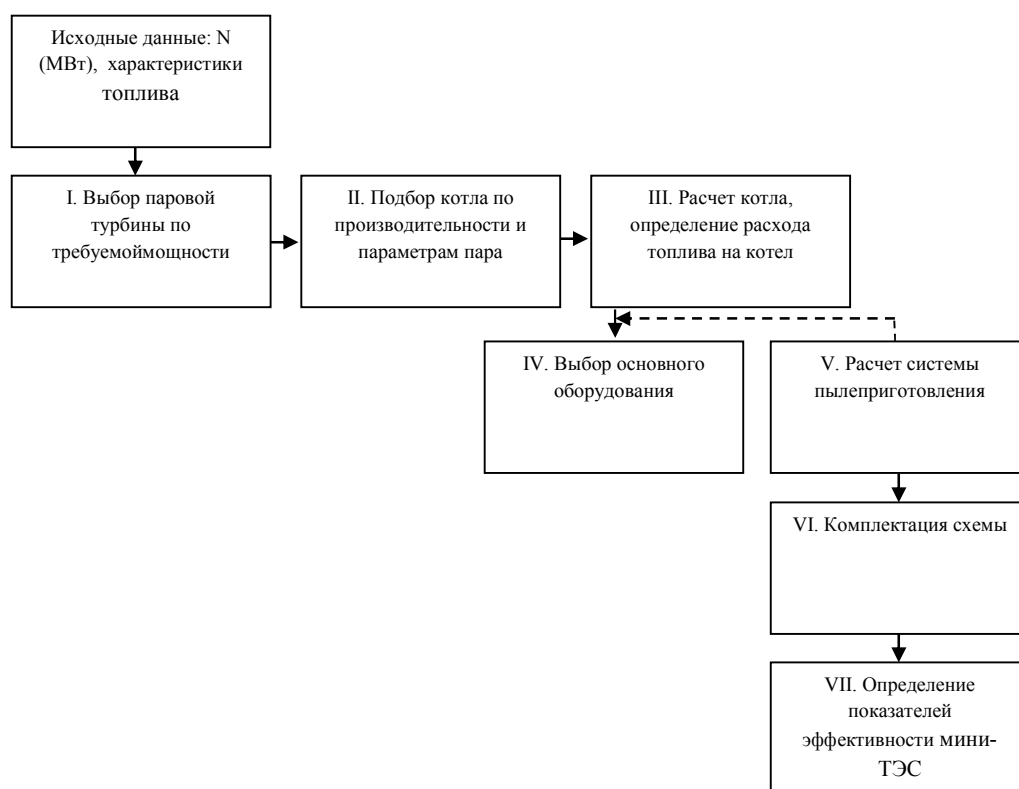 Исходные данные: N
(МВт), характеристики
топлива
I. Выбор паровой
турбины по
требуемоймощности
II. Подбор котла по
производительности и
параметрам пара
III. Расчет котла,
определение расхода
топлива на котел
IV. Выбор основного
оборудования
V. Расчет системы
пылеприготовления
VI. Комплектация схемы
VII. Определение
показателей
эффективности мини-
ТЭС